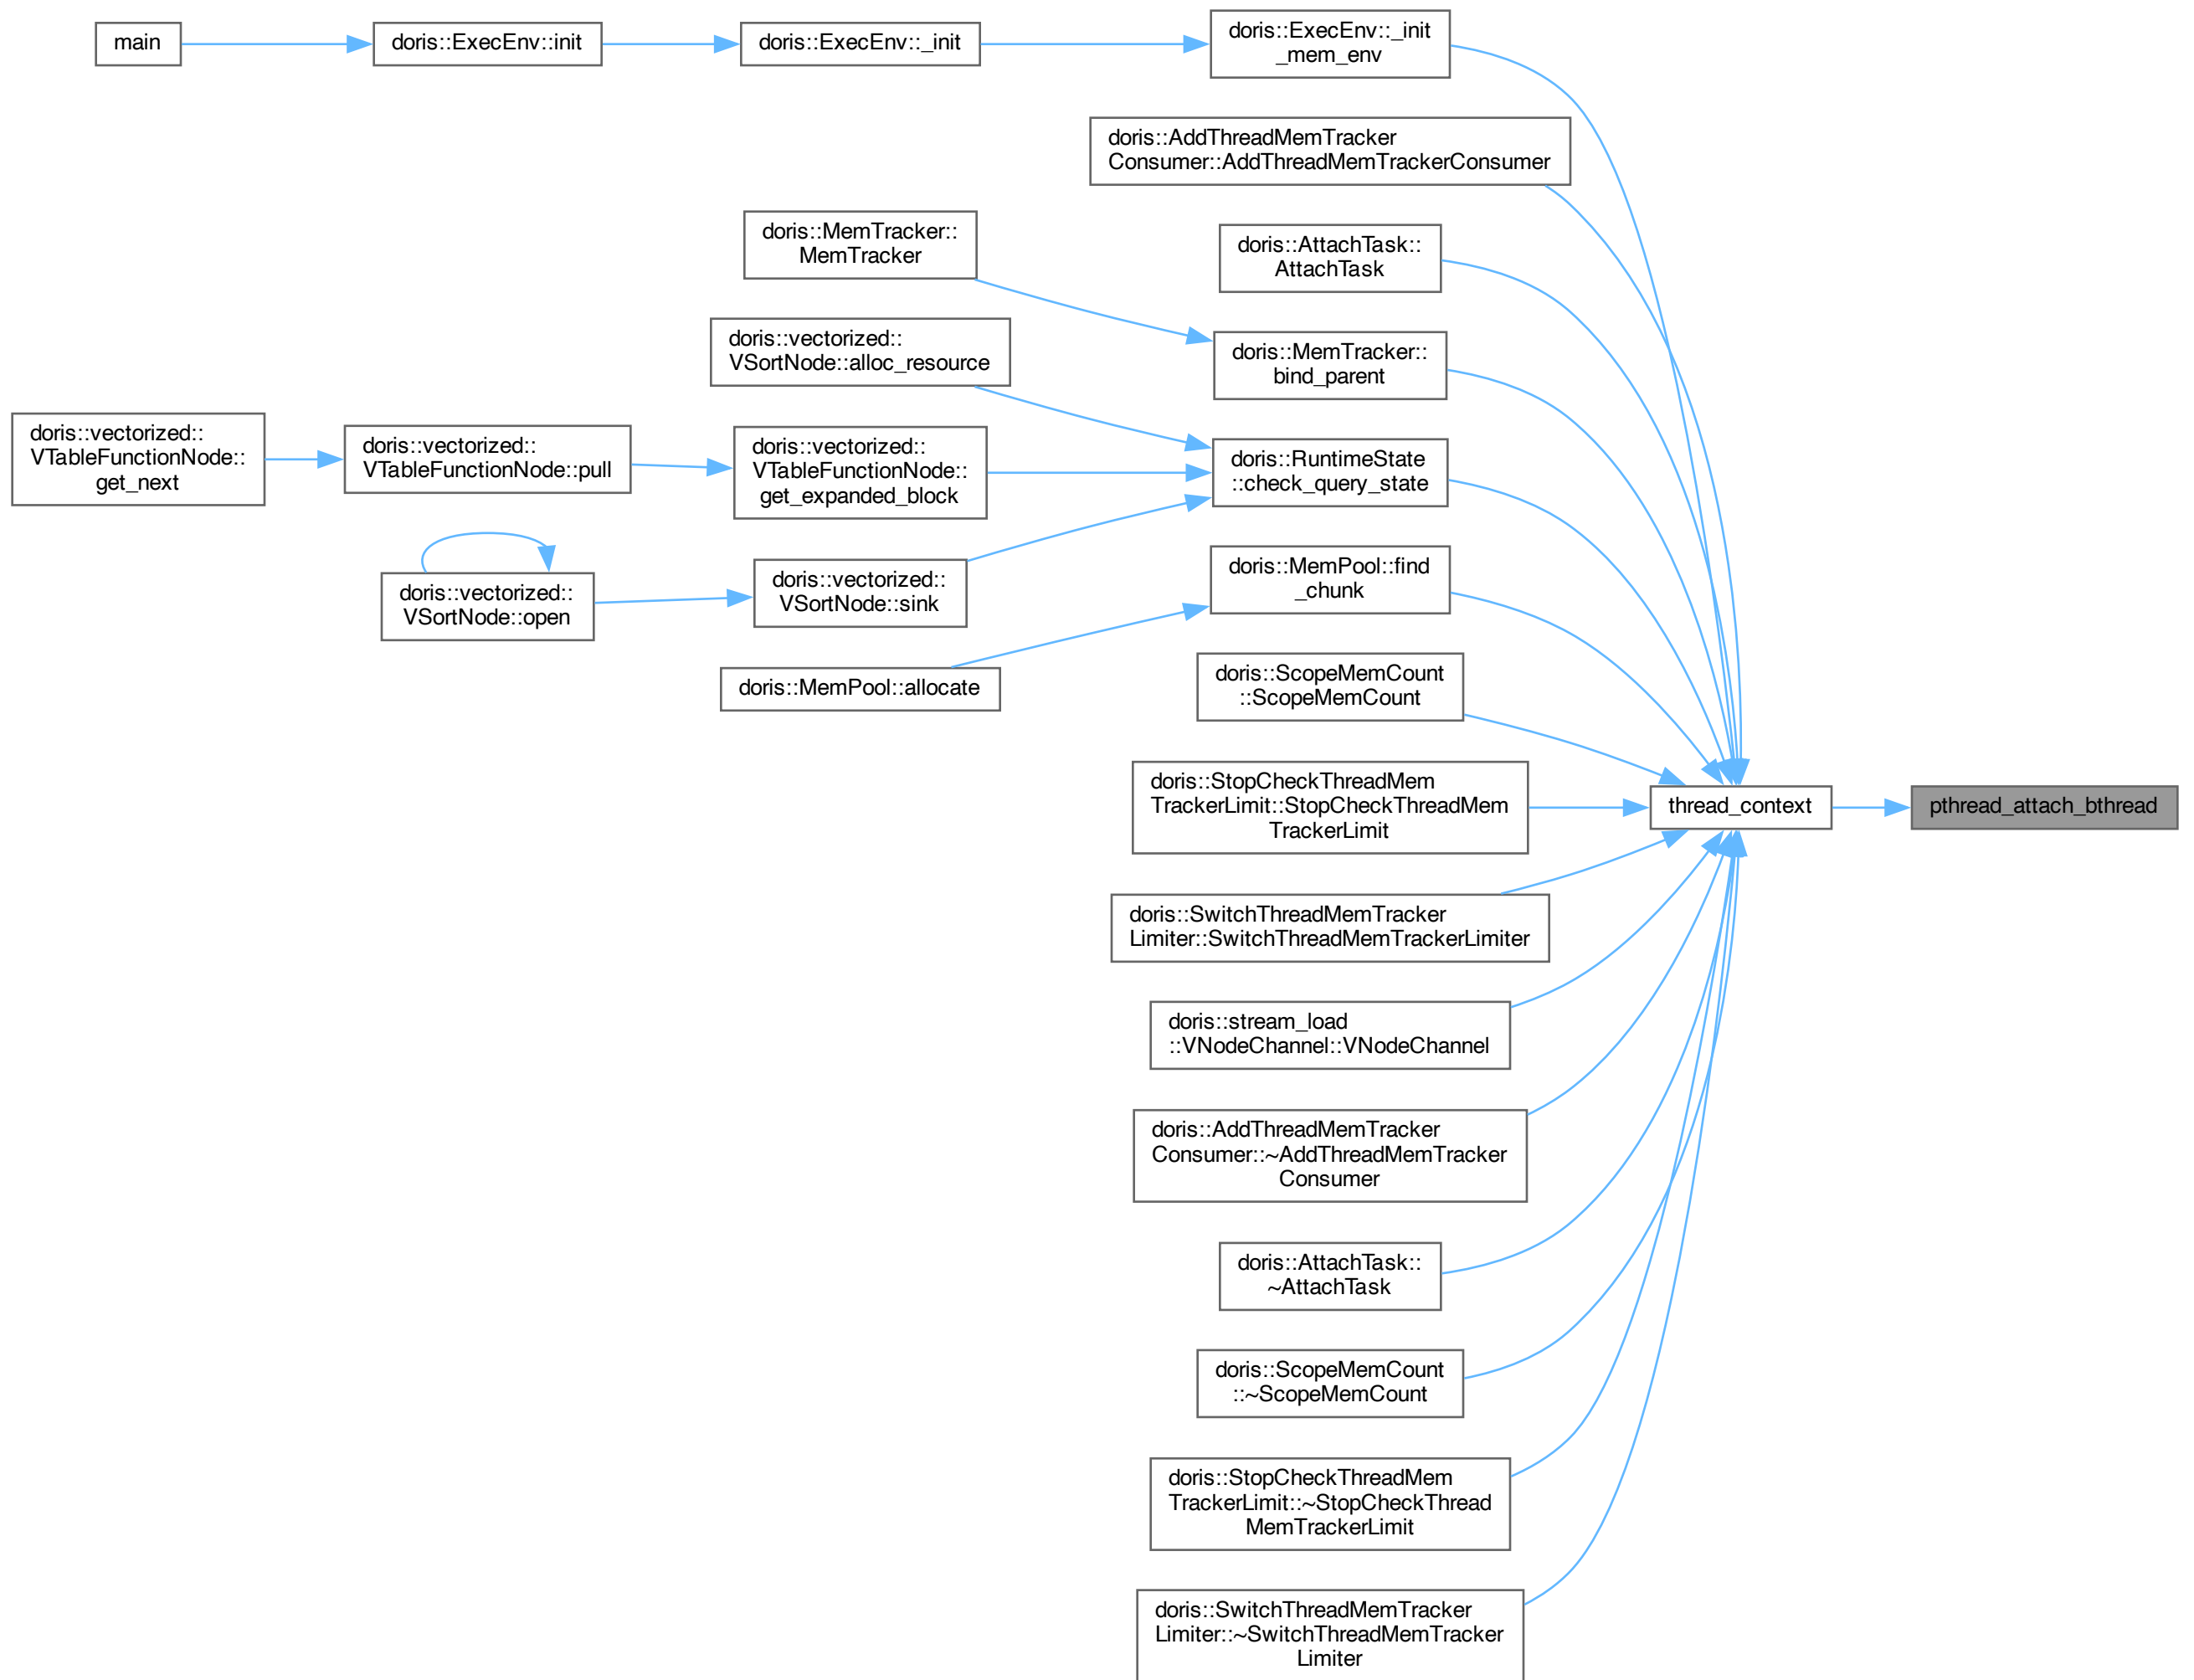 main
doris::ExecEnv::init
doris::ExecEnv::_init
doris::ExecEnv::_init
_mem_env
doris::AddThreadMemTracker
Consumer::AddThreadMemTrackerConsumer
doris::AttachTask::
AttachTask
doris::MemTracker::
MemTracker
doris::MemTracker::
bind_parent
doris::vectorized::
VSortNode::alloc_resource
doris::vectorized::
VTableFunctionNode::
get_next
doris::vectorized::
VTableFunctionNode::pull
doris::vectorized::
VTableFunctionNode::
get_expanded_block
doris::RuntimeState
::check_query_state
doris::vectorized::
VSortNode::open
doris::vectorized::
VSortNode::sink
doris::MemPool::find
_chunk
doris::MemPool::allocate
doris::ScopeMemCount
::ScopeMemCount
doris::StopCheckThreadMem
TrackerLimit::StopCheckThreadMem
TrackerLimit
thread_context
pthread_attach_bthread
doris::SwitchThreadMemTracker
Limiter::SwitchThreadMemTrackerLimiter
doris::stream_load
::VNodeChannel::VNodeChannel
doris::AddThreadMemTracker
Consumer::~AddThreadMemTracker
Consumer
doris::AttachTask::
~AttachTask
doris::ScopeMemCount
::~ScopeMemCount
doris::StopCheckThreadMem
TrackerLimit::~StopCheckThread
MemTrackerLimit
doris::SwitchThreadMemTracker
Limiter::~SwitchThreadMemTracker
Limiter